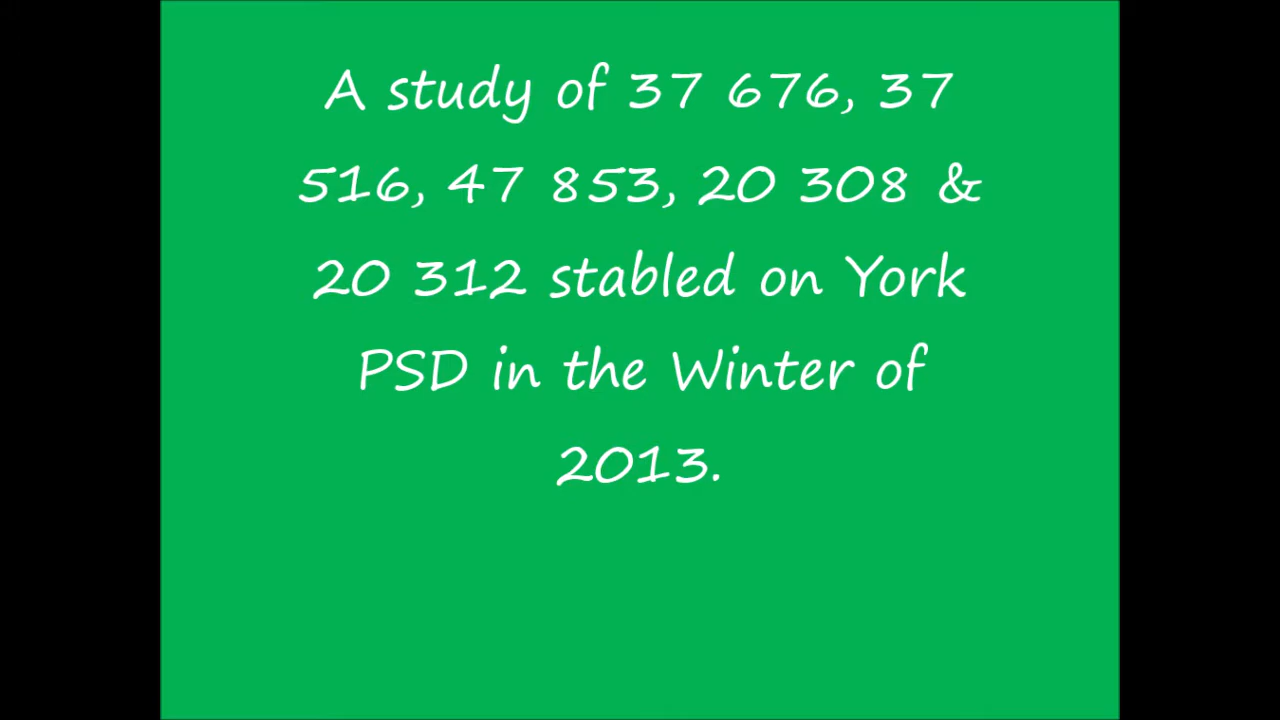 A study of 37 676, 37
516, 47 853, 20 308 &
20 312 stabled on York
PSD in the Winter of
2013.